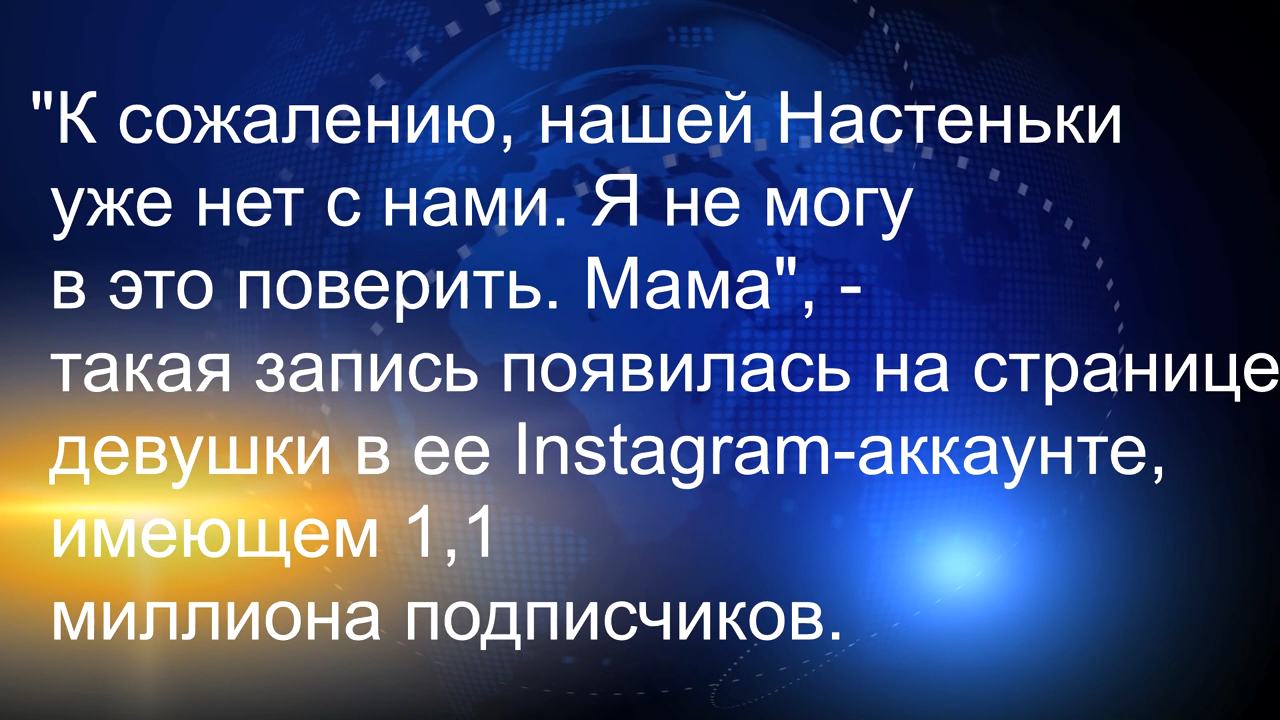 "К сожалению, нашей Настеньки
уже нет с нами. Я не могу
в это поверить. Мама", -
такая запись появилась на странице
девушки в ее Instagram-аккаунте,
имеющем 1,1
миллиона подписчиков.